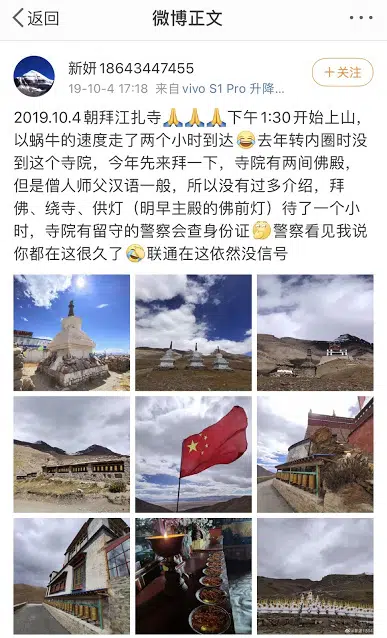 返回
微博正文
新妍18643447455
19-10-4 17:18 来自vivo S1 Pro 升降...
+关注
2019.10.4朝拜江扎寺🙏🙏🙏下午1:30开始上山，
以蜗牛的速度走了两个小时到达😂去年转内圈时没
到这个寺院，今年先来拜一下，寺院有两间佛殿，
但是僧人师父汉语一般，所以没有过多介绍，拜
佛、绕寺、供灯（明早主殿的佛前灯）待了一个小
时，寺院有留守的警察会查身份证🤔警察看见我说
你都在这很久了🤣联通在这依然没信号